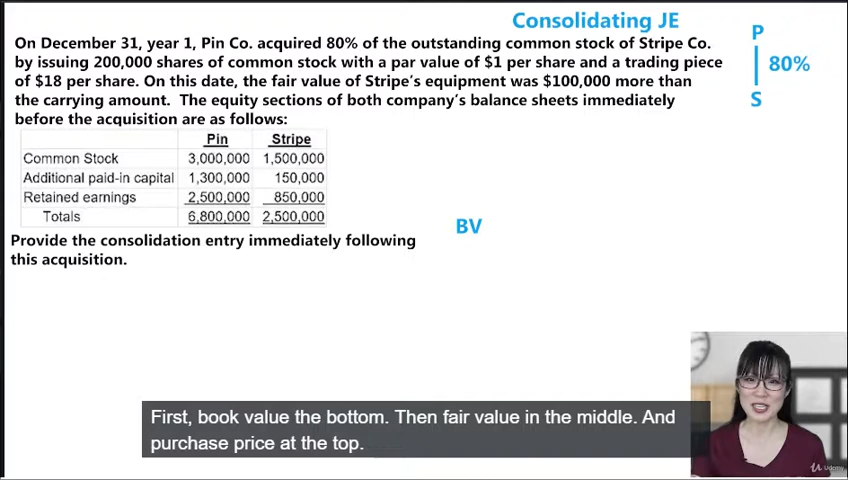 Consolidating JE
On December 31, year 1, Pin Co. acquired 80% of the outstanding common stock of Stripe Co.
by issuing 200,000 shares of common stock with a par value of $1 per share and a trading piece
of $18 per share. On this date, the fair value of Stripe's equipment was $100,000 more than
the carrying amount. The equity sections of both company's balance sheets immediately
before the acquisition are as follows:
P
80%
S
Pin Stripe
Common Stock 3,000,000 1,500,000
Additional paid-in capital 1,300,000 150,000
Retained earnings 2,500,000 850,000
Totals 6,800,000 2,500,000
BV
Provide the consolidation entry immediately following
this acquisition.
First, book value the bottom. Then fair value in the middle. And
purchase price at the top.
Udemy